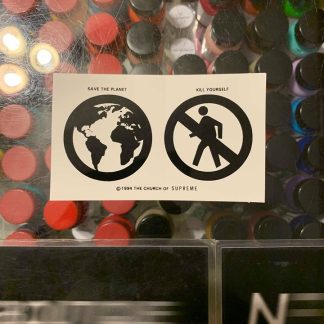 SAVE THE PLANET
KILL YOURSELF
©1994 THE CHURCH OF SUPREME
N